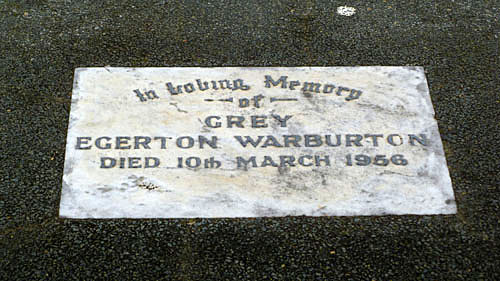 In Loving Memory
of
GREY
EGERTON WARBURTON
DIED 10th MARCH 1956